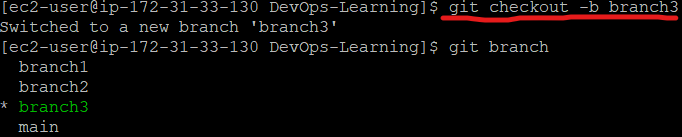 [ec2-user@ip-172-31-33-130 DevOps-Learning]$ git checkout -b branch3
Switched to a new branch 'branch3'
[ec2-user@ip-172-31-33-130 DevOps-Learning]$ git branch
  branch1
  branch2
* branch3
  main